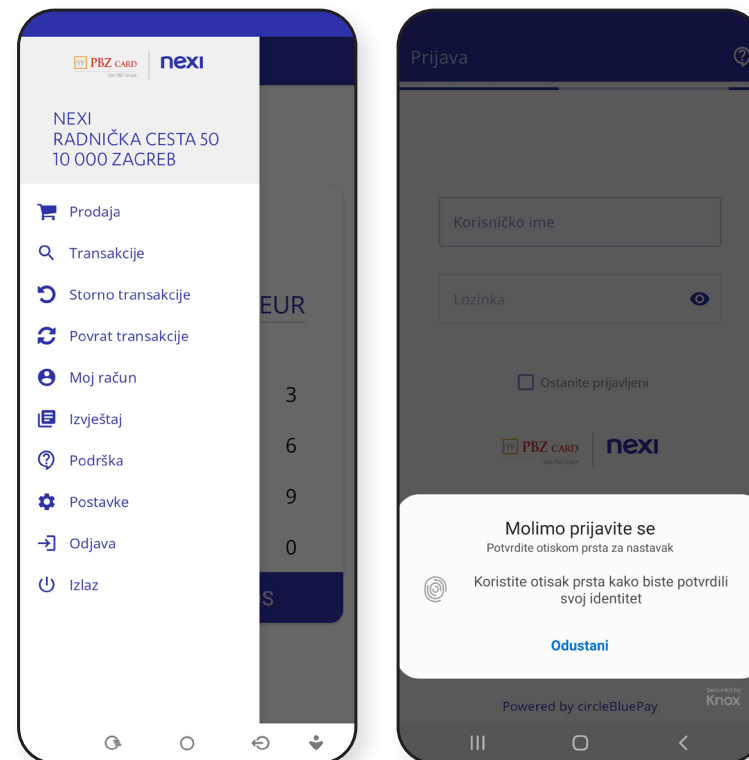 PBZ CARD
nexi
NEXI
RADNIČKA CESTA 50
10 000 ZAGREB
Prodaja
Transakcije
Storno transakcije
Povrat transakcije
Moj račun
Izvještaj
Podrška
Postavke
Odjava
Izlaz
EUR
3
6
9
0
S
Prijava
Korisničko ime
Lozinka
Ostanite prijavljeni
PBZ CARD
nexi
Molimo prijavite se
Potvrdite otiskom prsta za nastavak
Koristite otisak prsta kako biste potvrdili
svoj identitet
Odustani
Secured by
Knox
Powered by circleBluePay